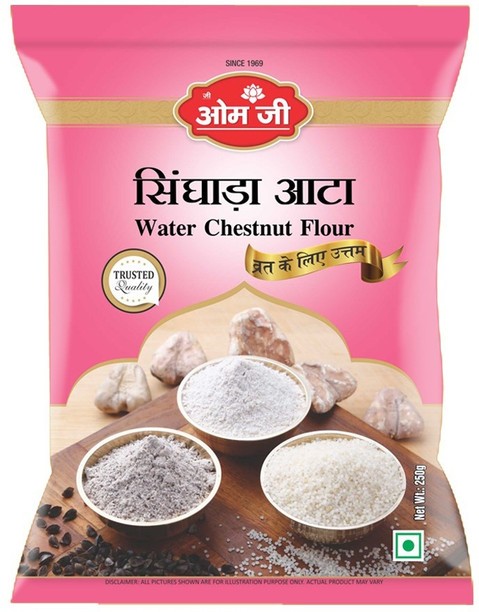 SINCE 1969
श्री
ओम जी
सिंघाड़ा आटा
Water Chestnut Flour
व्रत के लिए उत्तम
TRUSTED
Quality
Net Wt.: 250g
DISCLAIMER: ALL PICTURES SHOWN ARE FOR ILLUSTRATION PURPOSE ONLY. ACTUAL PRODUCT MAY VARY